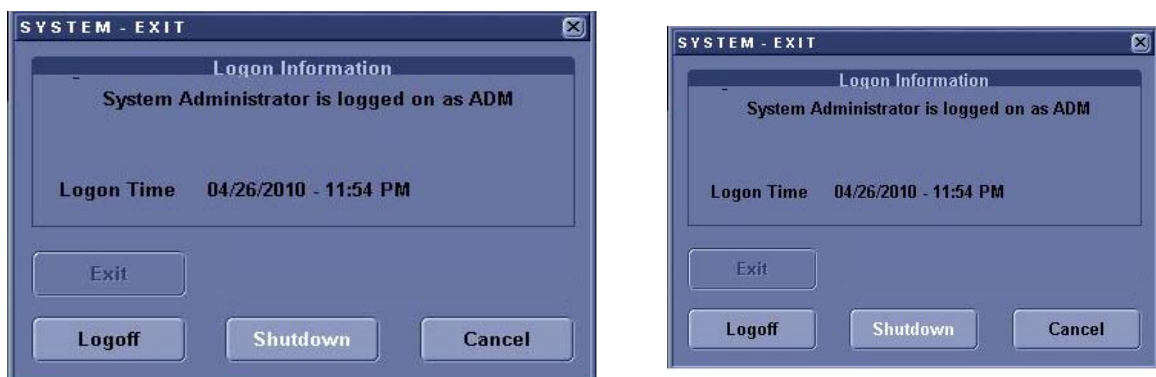 SYSTEM - EXIT
Logon Information
System Administrator is logged on as ADM
Logon Time 04/26/2010 - 11:54 PM
Exit
Logoff Shutdown Cancel
SYSTEM - EXIT
Logon Information
System Administrator is logged on as ADM
Logon Time 04/26/2010 - 11:54 PM
Exit
Logoff Shutdown Cancel